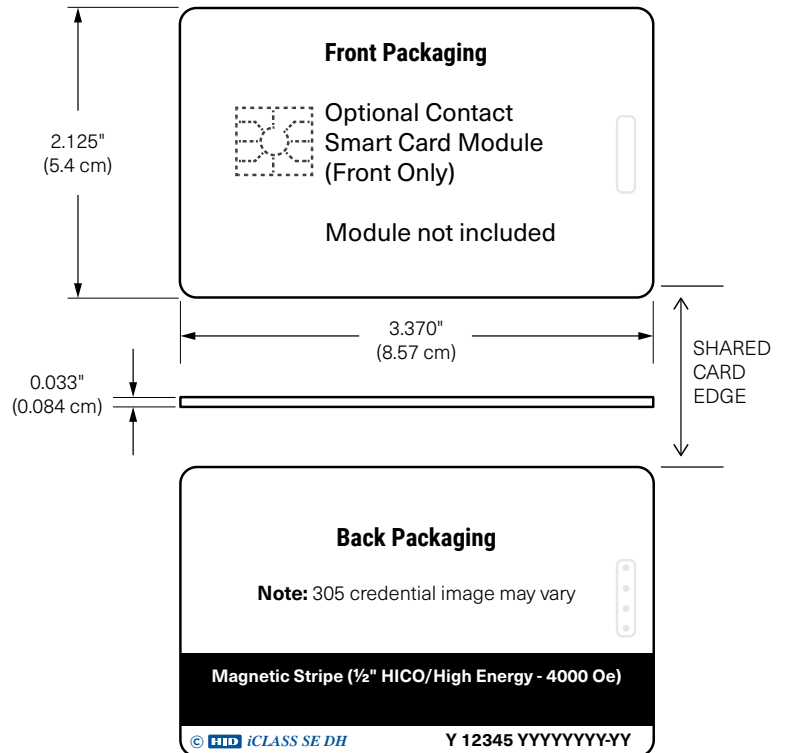 Front Packaging
2.125"
(5.4 cm)
Optional Contact
Smart Card Module
(Front Only)
Module not included
3.370"
(8.57 cm)
SHARED
CARD
EDGE
0.033"
(0.084 cm)
Back Packaging
Note: 305 credential image may vary
Magnetic Stripe (½" HICO/High Energy - 4000 Oe)
© HID iCLASS SE DH Y 12345 YYYYYYYY-YY